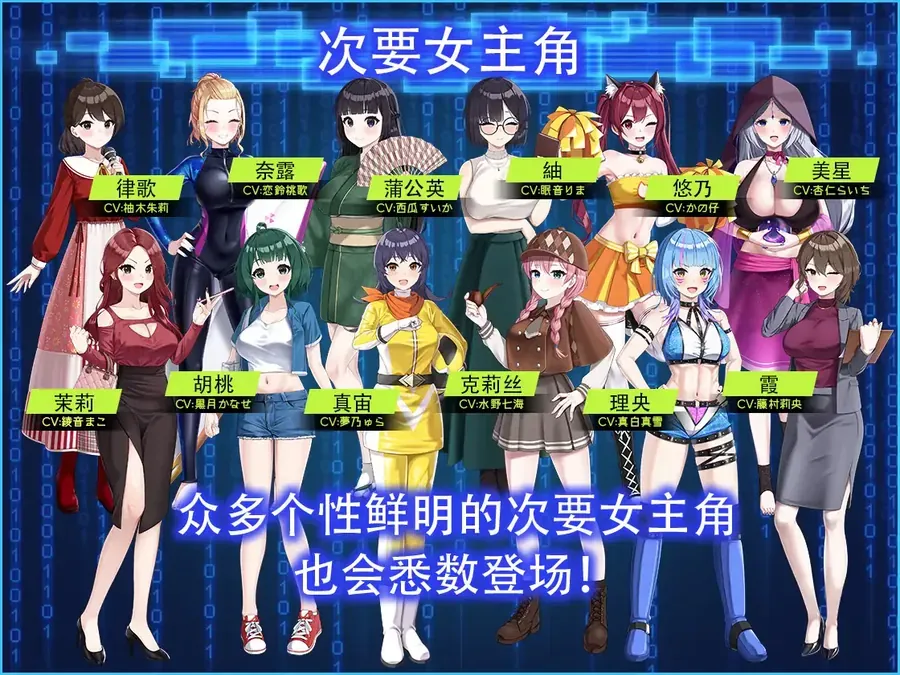 次要女主角
律歌
CV:柚木朱莉
奈露
CV:恋鈴桃歌
蒲公英
CV:西瓜すいか
紬
CV:眠音りま
悠乃
CV:かの仔
美星
CV:杏仁らいち
茉莉
CV:綾音まこ
胡桃
CV:黒月かなせ
真宙
CV:夢乃ゆら
克莉丝
CV:水野七海
理央
CV:真白真雪
霞
CV:藤村莉央
众多个性鲜明的次要女主角
也会悉数登场!